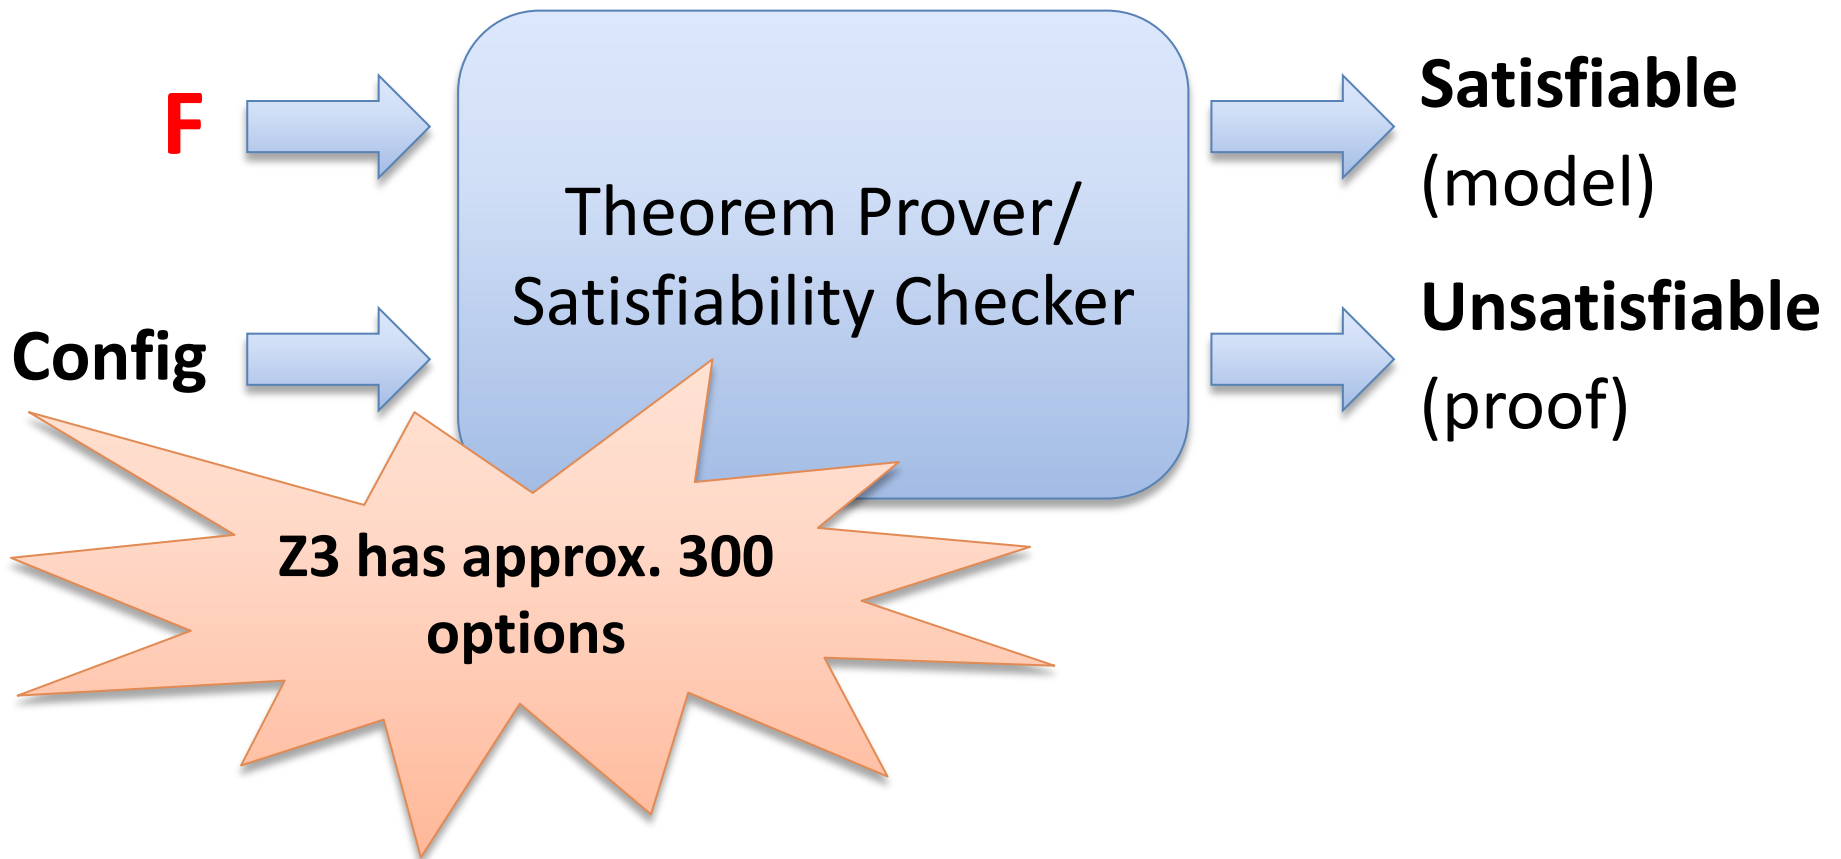 F
Config
Theorem Prover/
Satisfiability Checker
Satisfiable
(model)
Unsatisfiable
(proof)
Z3 has approx. 300
options